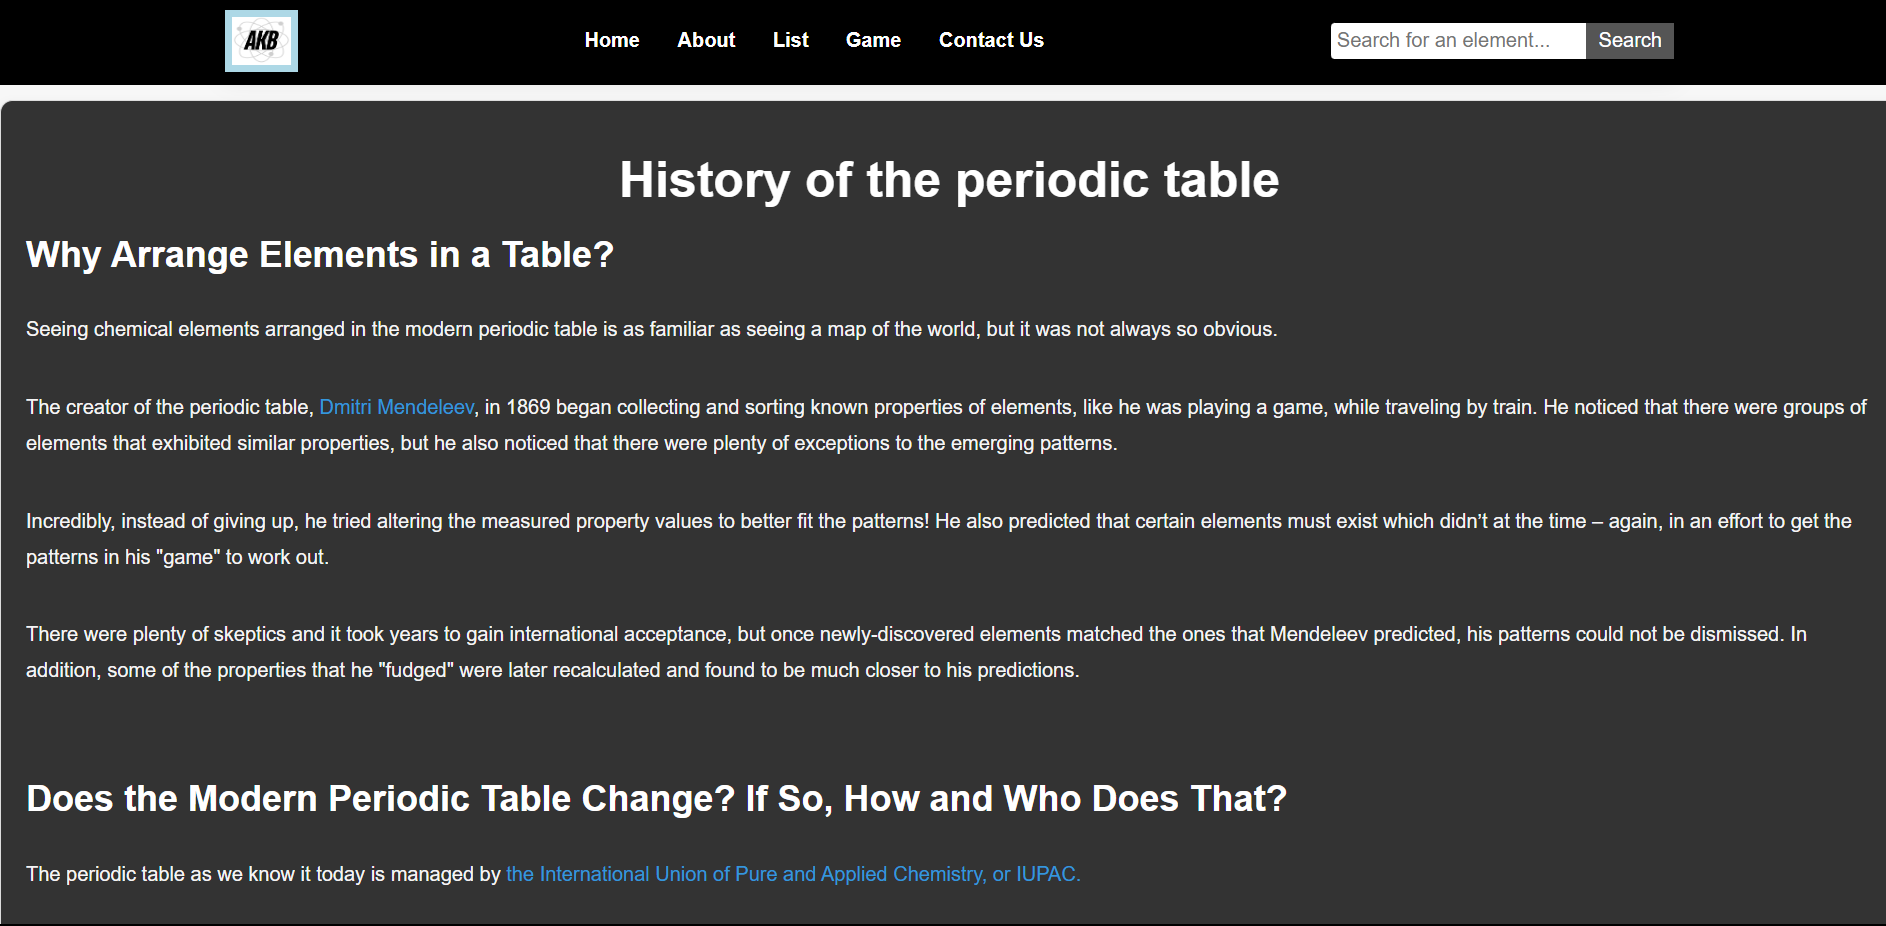 AKB
Home About List Game Contact Us
Search for an element... Search
History of the periodic table
Why Arrange Elements in a Table?
Seeing chemical elements arranged in the modern periodic table is as familiar as seeing a map of the world, but it was not always so obvious.
The creator of the periodic table, Dmitri Mendeleev, in 1869 began collecting and sorting known properties of elements, like he was playing a game, while traveling by train. He noticed that there were groups of
elements that exhibited similar properties, but he also noticed that there were plenty of exceptions to the emerging patterns.
Incredibly, instead of giving up, he tried altering the measured property values to better fit the patterns! He also predicted that certain elements must exist which didn’t at the time – again, in an effort to get the
patterns in his "game" to work out.
There were plenty of skeptics and it took years to gain international acceptance, but once newly-discovered elements matched the ones that Mendeleev predicted, his patterns could not be dismissed. In
addition, some of the properties that he "fudged" were later recalculated and found to be much closer to his predictions.
Does the Modern Periodic Table Change? If So, How and Who Does That?
The periodic table as we know it today is managed by the International Union of Pure and Applied Chemistry, or IUPAC.